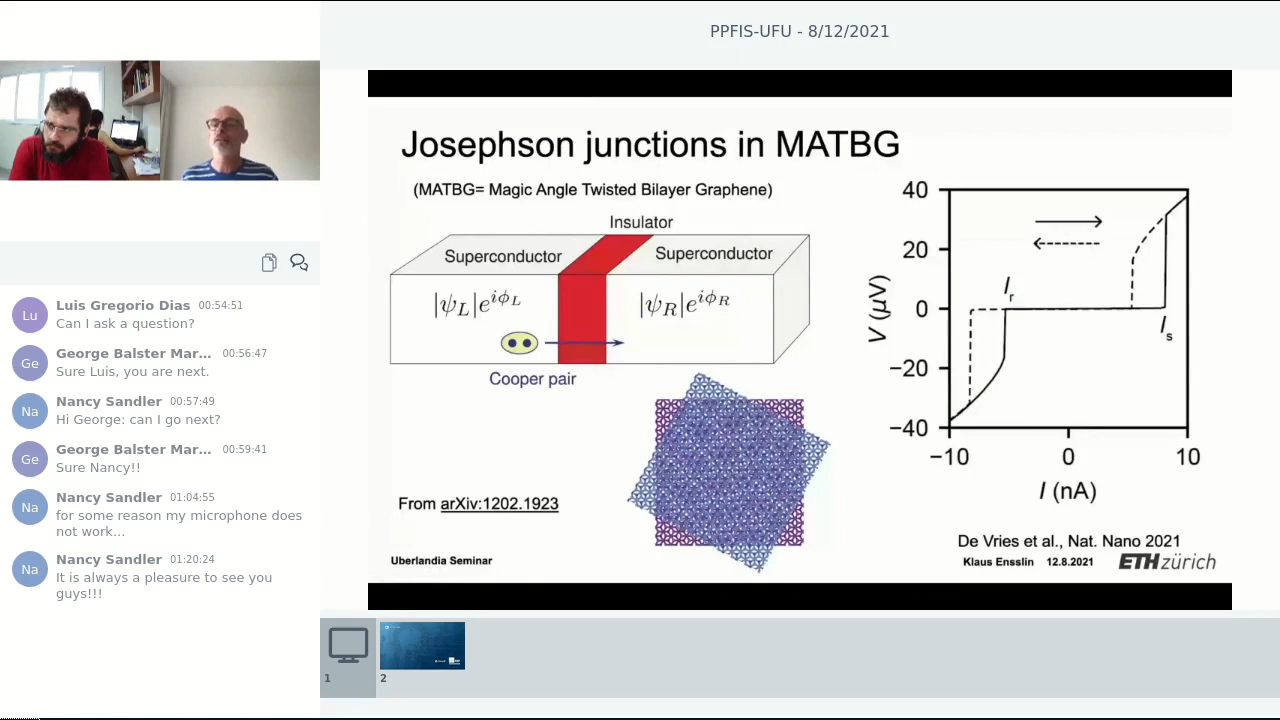 PPFIS-UFU - 8/12/2021
Lu
Luis Gregorio Dias 00:54:51
Can I ask a question?
Ge
George Balster Mar... 00:56:47
Sure Luis, you are next.
Na
Nancy Sandler 00:57:49
Hi George: can I go next?
Ge
George Balster Mar... 00:59:41
Sure Nancy!!
Na
Nancy Sandler 01:04:55
for some reason my microphone does
not work...
Na
Nancy Sandler 01:20:24
It is always a pleasure to see you
guys!!!
Josephson junctions in MATBG
(MATBG= Magic Angle Twisted Bilayer Graphene)
Insulator
Superconductor
Superconductor
|ψL|e^iϕL
|ψR|e^iϕR
Cooper pair
From arXiv:1202.1923
Uberlandia Seminar
40
20
0
−20
−40
V (µV)
Ir
Is
−10 0 10
I (nA)
De Vries et al., Nat. Nano 2021
Klaus Ensslin 12.8.2021 ETH zürich
1
2